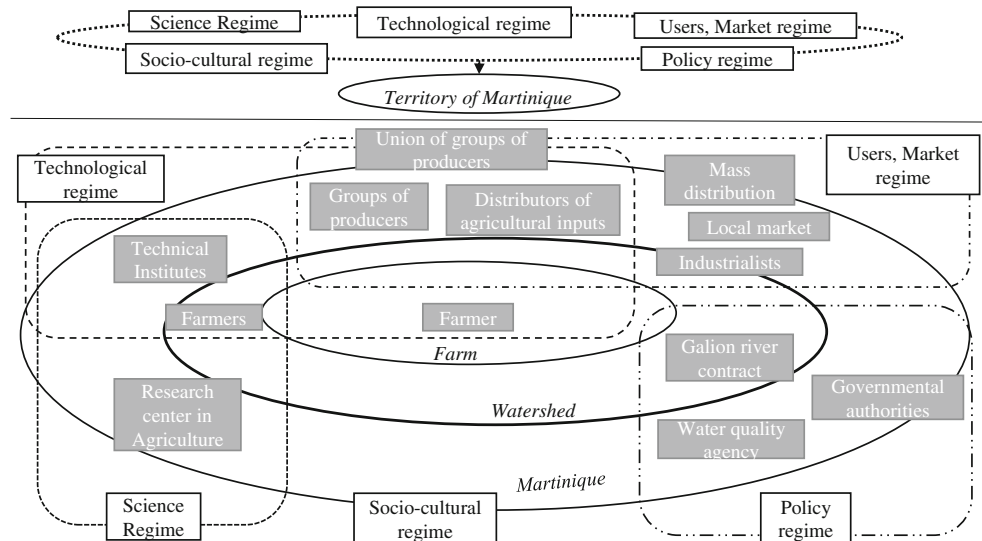 Science Regime
Technological regime
Users, Market regime
Socio-cultural regime
Policy regime
Territory of Martinique
Union of groups of
producers
Technological
regime
Mass
distribution
Users, Market
regime
Groups of
producers
Distributors of
agricultural inputs
Local market
Technical
Institutes
Industrialists
Farmers
Farmer
Farm
Galion river
contract
Research
center in
Agriculture
Governmental
authorities
Watershed
Water quality
agency
Martinique
Science
Regime
Socio-cultural
regime
Policy
regime